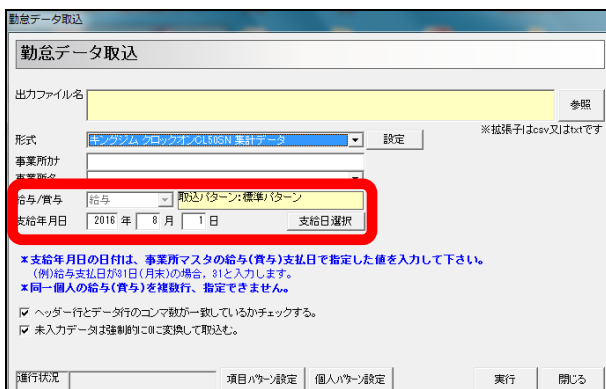 勤怠データ取込
勤怠データ取込
出力ファイル名
参照
※拡張子はcsv又はtxtです
形式 キングジム クロックオンCL50SN 集計データ 設定
事業所カナ
事業所名
給与/賞与 給与 取込パターン:標準パターン
支給年月日 2016 年 8 月 1 日 支給日選択
*支給年月日の日付は、事業所マスタの給与(賞与)支払日で指定した値を入力して下さい。
(例)給与支払日が31日(月末)の場合, 31と入力します。
*同一個人の給与(賞与)を複数行、指定できません。
ヘッダー行とデータ行のコンマ数が一致しているかチェックする。
未入力データは強制的に0に変換して取込む。
進行状況 項目パターン設定 個人パターン設定 実行 閉じる